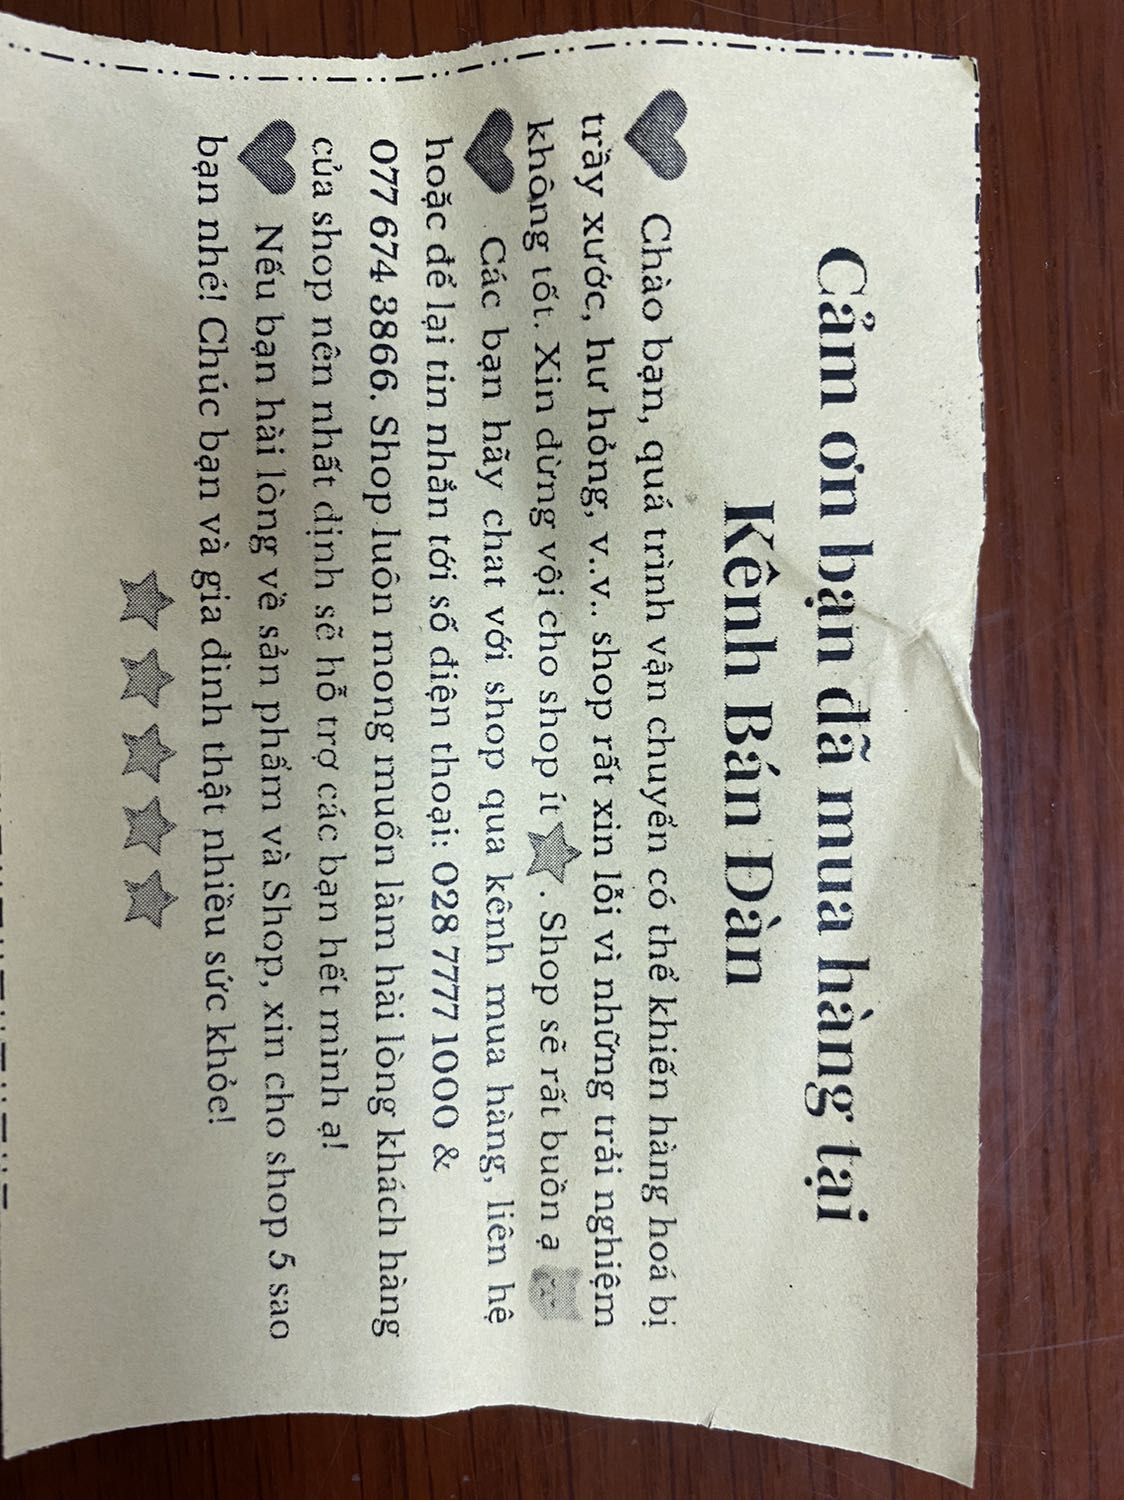 Cảm ơn bạn đã mua hàng tại
Kênh Bán Dàn
Chào bạn, quá trình vận chuyển có thể khiến hàng hoá bị
trầy xước, hư hỏng, v..v.. shop rất xin lỗi vì những trải nghiệm
không tốt. Xin dừng vội cho shop ít ⭐. Shop sẽ rất buồn ạ
Các bạn hãy chat với shop qua kênh mua hàng, liên hệ
hoặc để lại tin nhắn tới số điện thoại: 028 7777 1000 &
077 674 3866. Shop luôn mong muốn làm hài lòng khách hàng
của shop nên nhất định sẽ hỗ trợ các bạn hết mình ạ!
Nếu bạn hài lòng về sản phẩm và Shop, xin cho shop 5 sao
bạn nhé! Chúc bạn và gia dình thật nhiều sức khỏe!